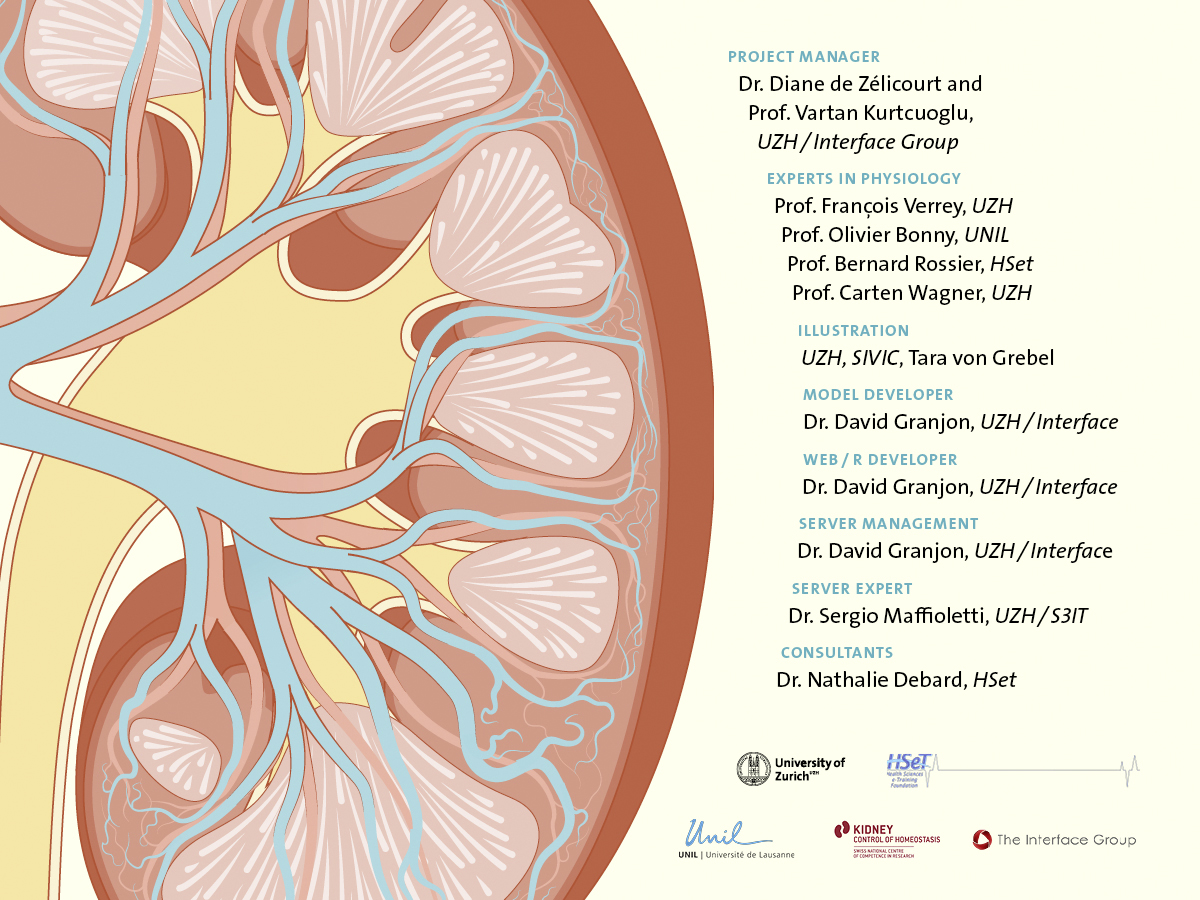 PROJECT MANAGER
Dr. Diane de Zélicourt and
Prof. Vartan Kurtcuoglu,
UZH / Interface Group
EXPERTS IN PHYSIOLOGY
Prof. François Verrey, UZH
Prof. Olivier Bonny, UNIL
Prof. Bernard Rossier, HSet
Prof. Carten Wagner, UZH
ILLUSTRATION
UZH, SIVIC, Tara von Grebel
MODEL DEVELOPER
Dr. David Granjon, UZH / Interface
WEB / R DEVELOPER
Dr. David Granjon, UZH / Interface
SERVER MANAGEMENT
Dr. David Granjon, UZH / Interface
SERVER EXPERT
Dr. Sergio Maffioletti, UZH / S3IT
CONSULTANTS
Dr. Nathalie Debard, HSet
University of
Zurich UZH
HSeT
Health Sciences
e-Training
Foundation
Unil
UNIL | Université de Lausanne
KIDNEY
CONTROL OF HOMEOSTASIS
SWISS NATIONAL CENTRE
OF COMPETENCE IN RESEARCH
The Interface Group